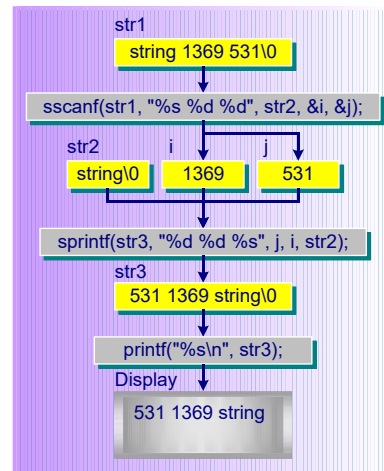 str1
string 1369 531\0
sscanf(str1, "%s %d %d", str2, &i, &j);
str2 i j
string\0 1369 531
sprintf(str3, "%d %d %s", j, i, str2);
str3
531 1369 string\0
printf("%s\n", str3);
Display
531 1369 string